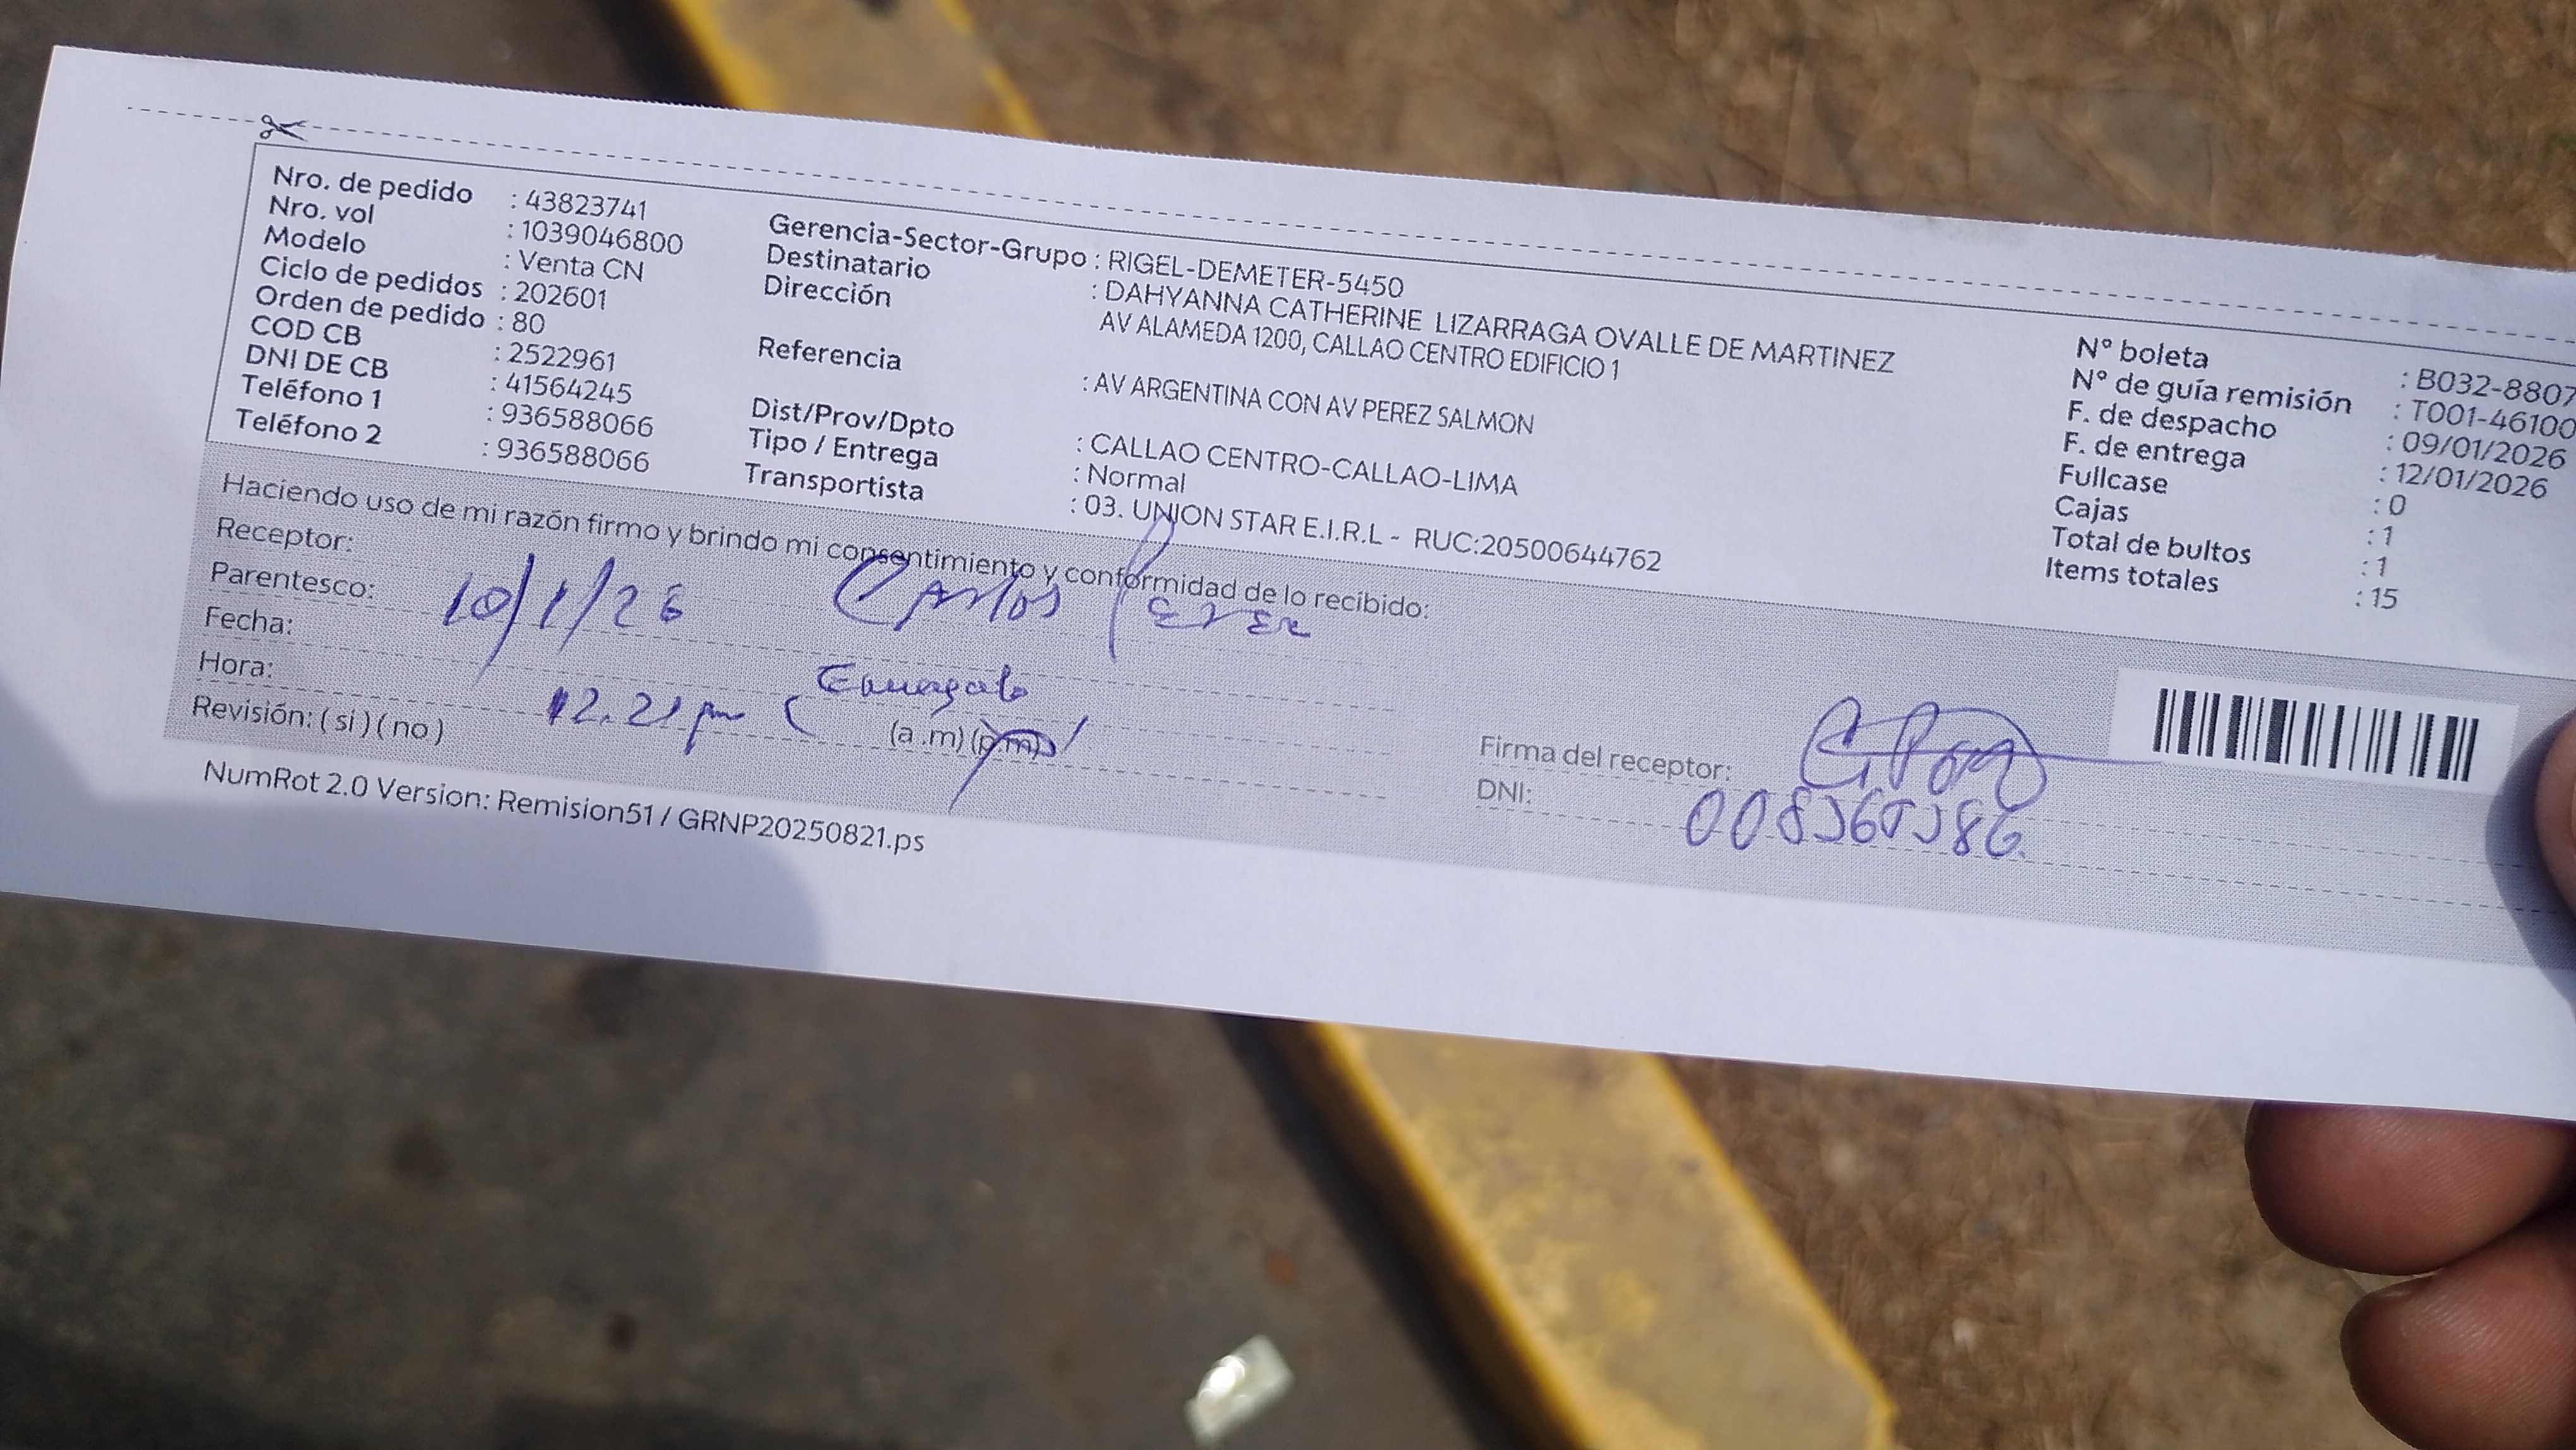 Nro. de pedido : 43823741
Nro. vol : 1039046800
Modelo : Venta CN
Ciclo de pedidos : 202601
Orden de pedido : 80
COD CB : 2522961
DNI DE CB : 41564245
Teléfono 1 : 936588066
Teléfono 2 : 936588066
Gerencia-Sector-Grupo : RIGEL-DEMETER-5450
Destinatario : DAHYANNA CATHERINE LIZARRAGA OVALLE DE MARTINEZ
Dirección AV ALAMEDA 1200, CALLAO CENTRO EDIFICIO 1
Referencia : AV ARGENTINA CON AV PEREZ SALMON
Dist/Prov/Dpto : CALLAO CENTRO-CALLAO-LIMA
Tipo / Entrega : Normal
Transportista : 03. UNION STAR E.I.R.L - RUC:20500644762
N° boleta : B032-8807
N° de guía remisión : T001-46100
F. de despacho : 09/01/2026
F. de entrega : 12/01/2026
Fullcase : 0
Cajas : 1
Total de bultos : 1
Items totales : 15
Haciendo uso de mi razón firmo y brindo mi consentimiento y conformidad de lo recibido:
Receptor: Carlos Perez
Parentesco:
Fecha: 10/1/26
Hora: 12.21 pm (a.m) (p.m)
Revisión: ( si ) ( no )
Firma del receptor:
DNI:
NumRot 2.0 Version: Remision51 / GRNP20250821.ps